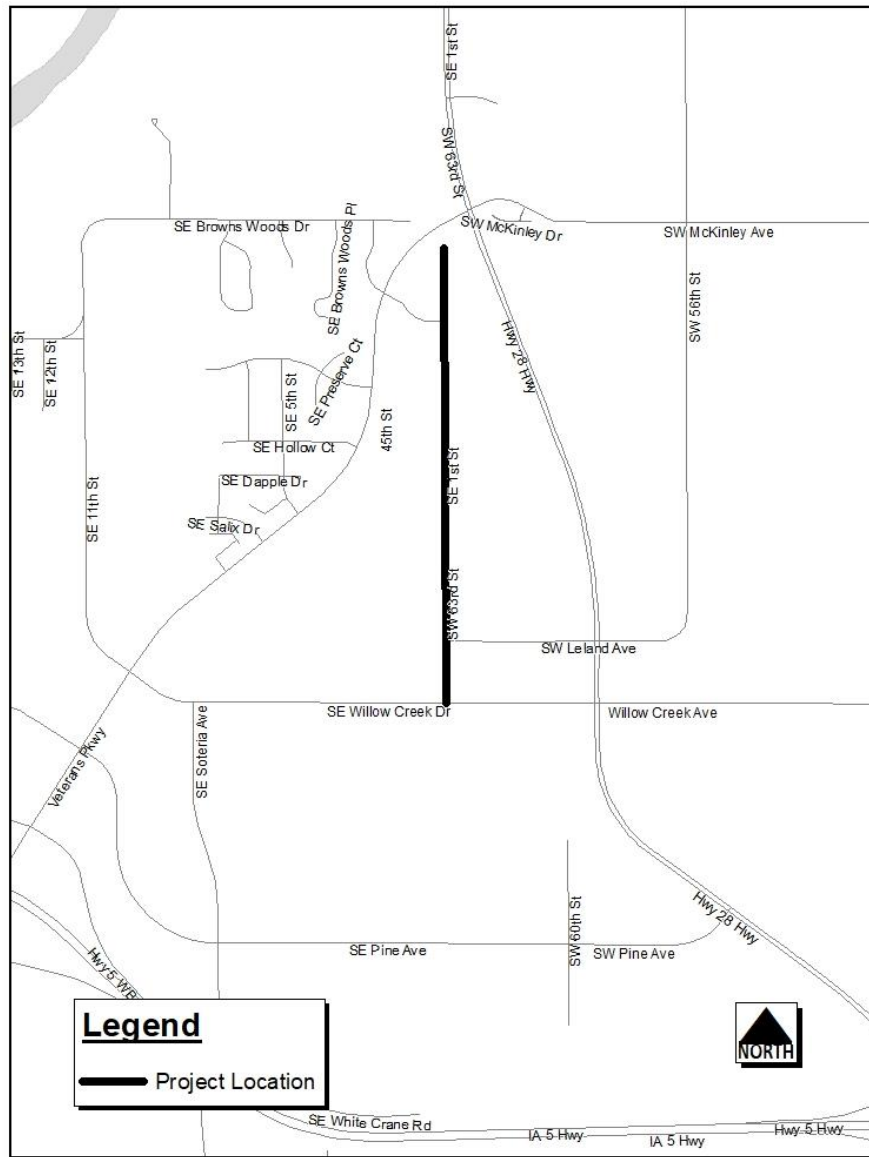 SE 1st St
SW 63rd St
SE Browns Woods Dr
SE Browns Woods Pl
SW McKinley Dr
SW McKinley Ave
SE 13th St
SE 12th St
SE Preserve Ct
SE 5th St
45th St
Hwy 28 Hwy
SW 56th St
SE Hollow Ct
SE Dapple Dr
SE Salix Dr
SE 11th St
SE 1st St
SW 63rd St
SW Leland Ave
SE Willow Creek Dr
Willow Creek Ave
Veterans Pkwy
SE Soteria Ave
SE Pine Ave
SW 60th St
SW Pine Ave
Hwy 28 Hwy
Hwy 5 WB
Legend
Project Location
NORTH
SE White Crane Rd
IA 5 Hwy
IA 5 Hwy
Hwy 5 Hwy